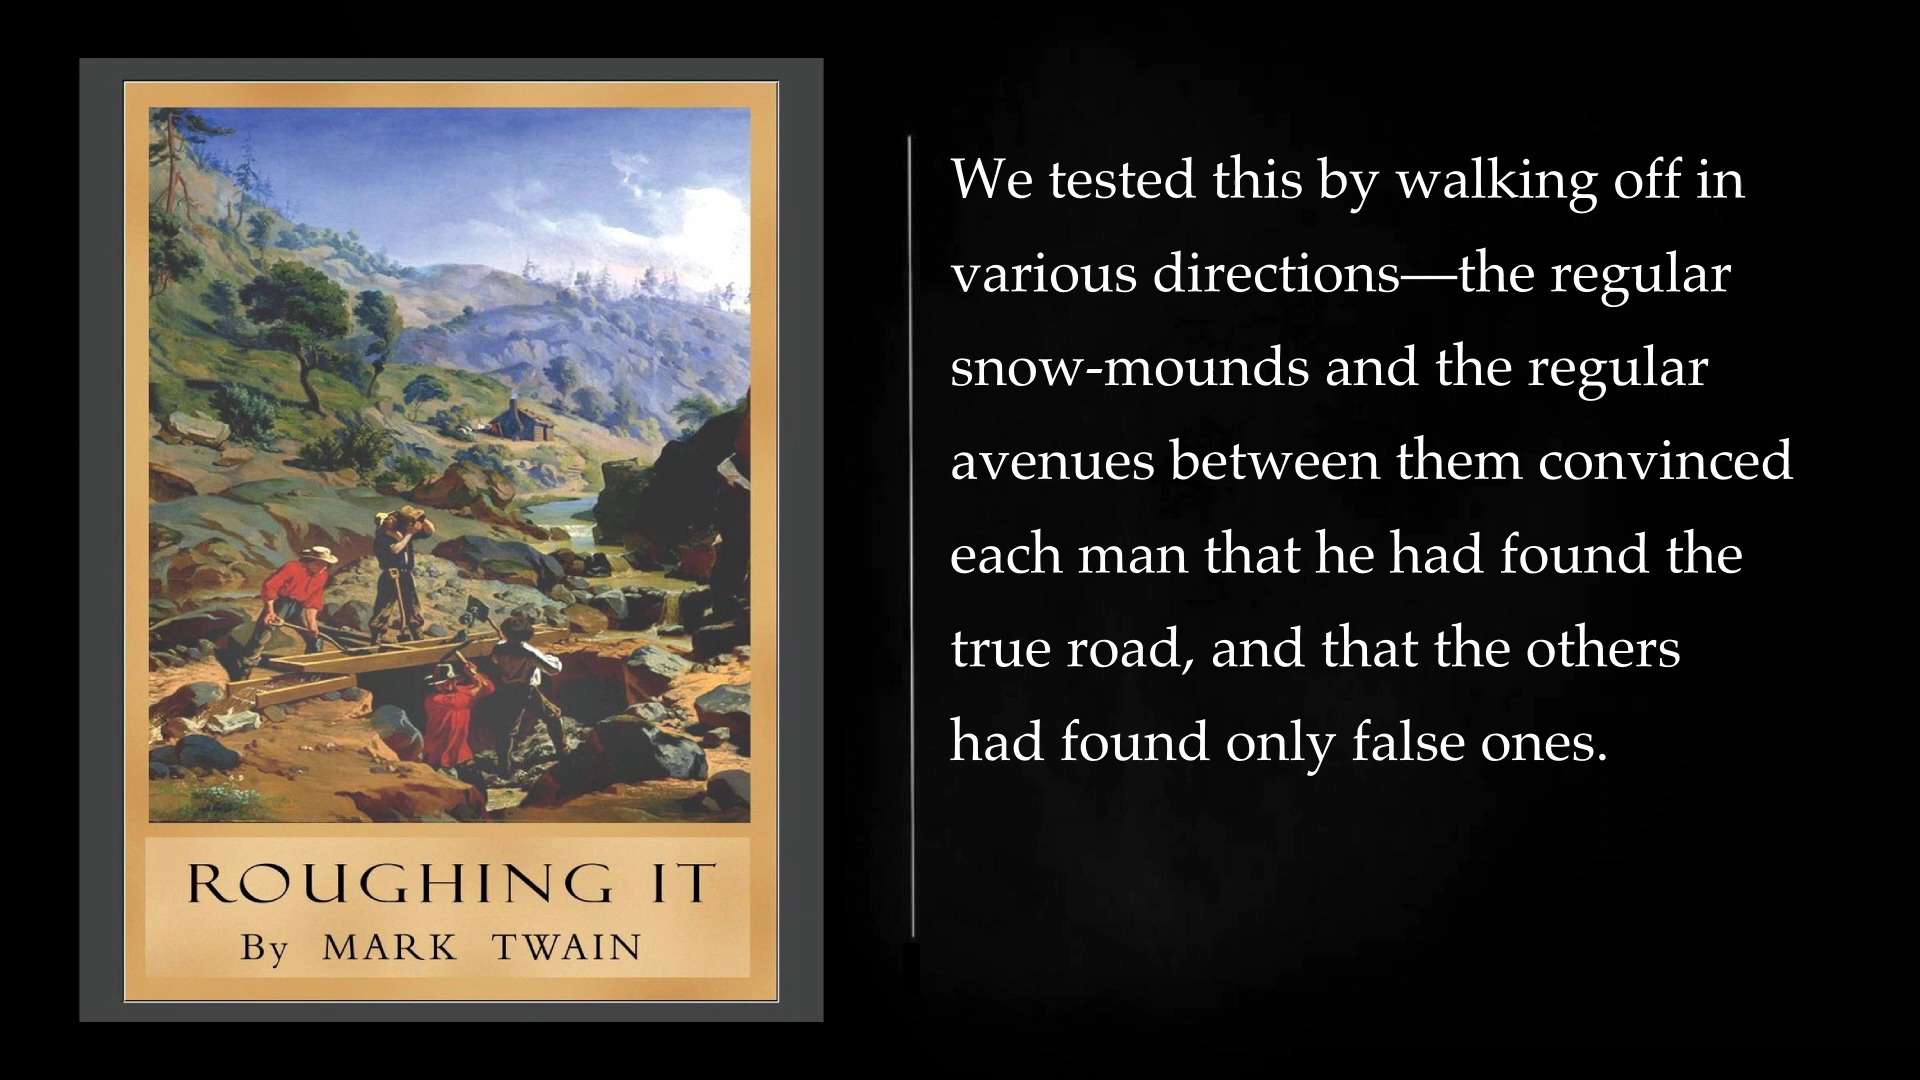 ROUGHING IT
By MARK TWAIN
We tested this by walking off in
various directions—the regular
snow-mounds and the regular
avenues between them convinced
each man that he had found the
true road, and that the others
had found only false ones.